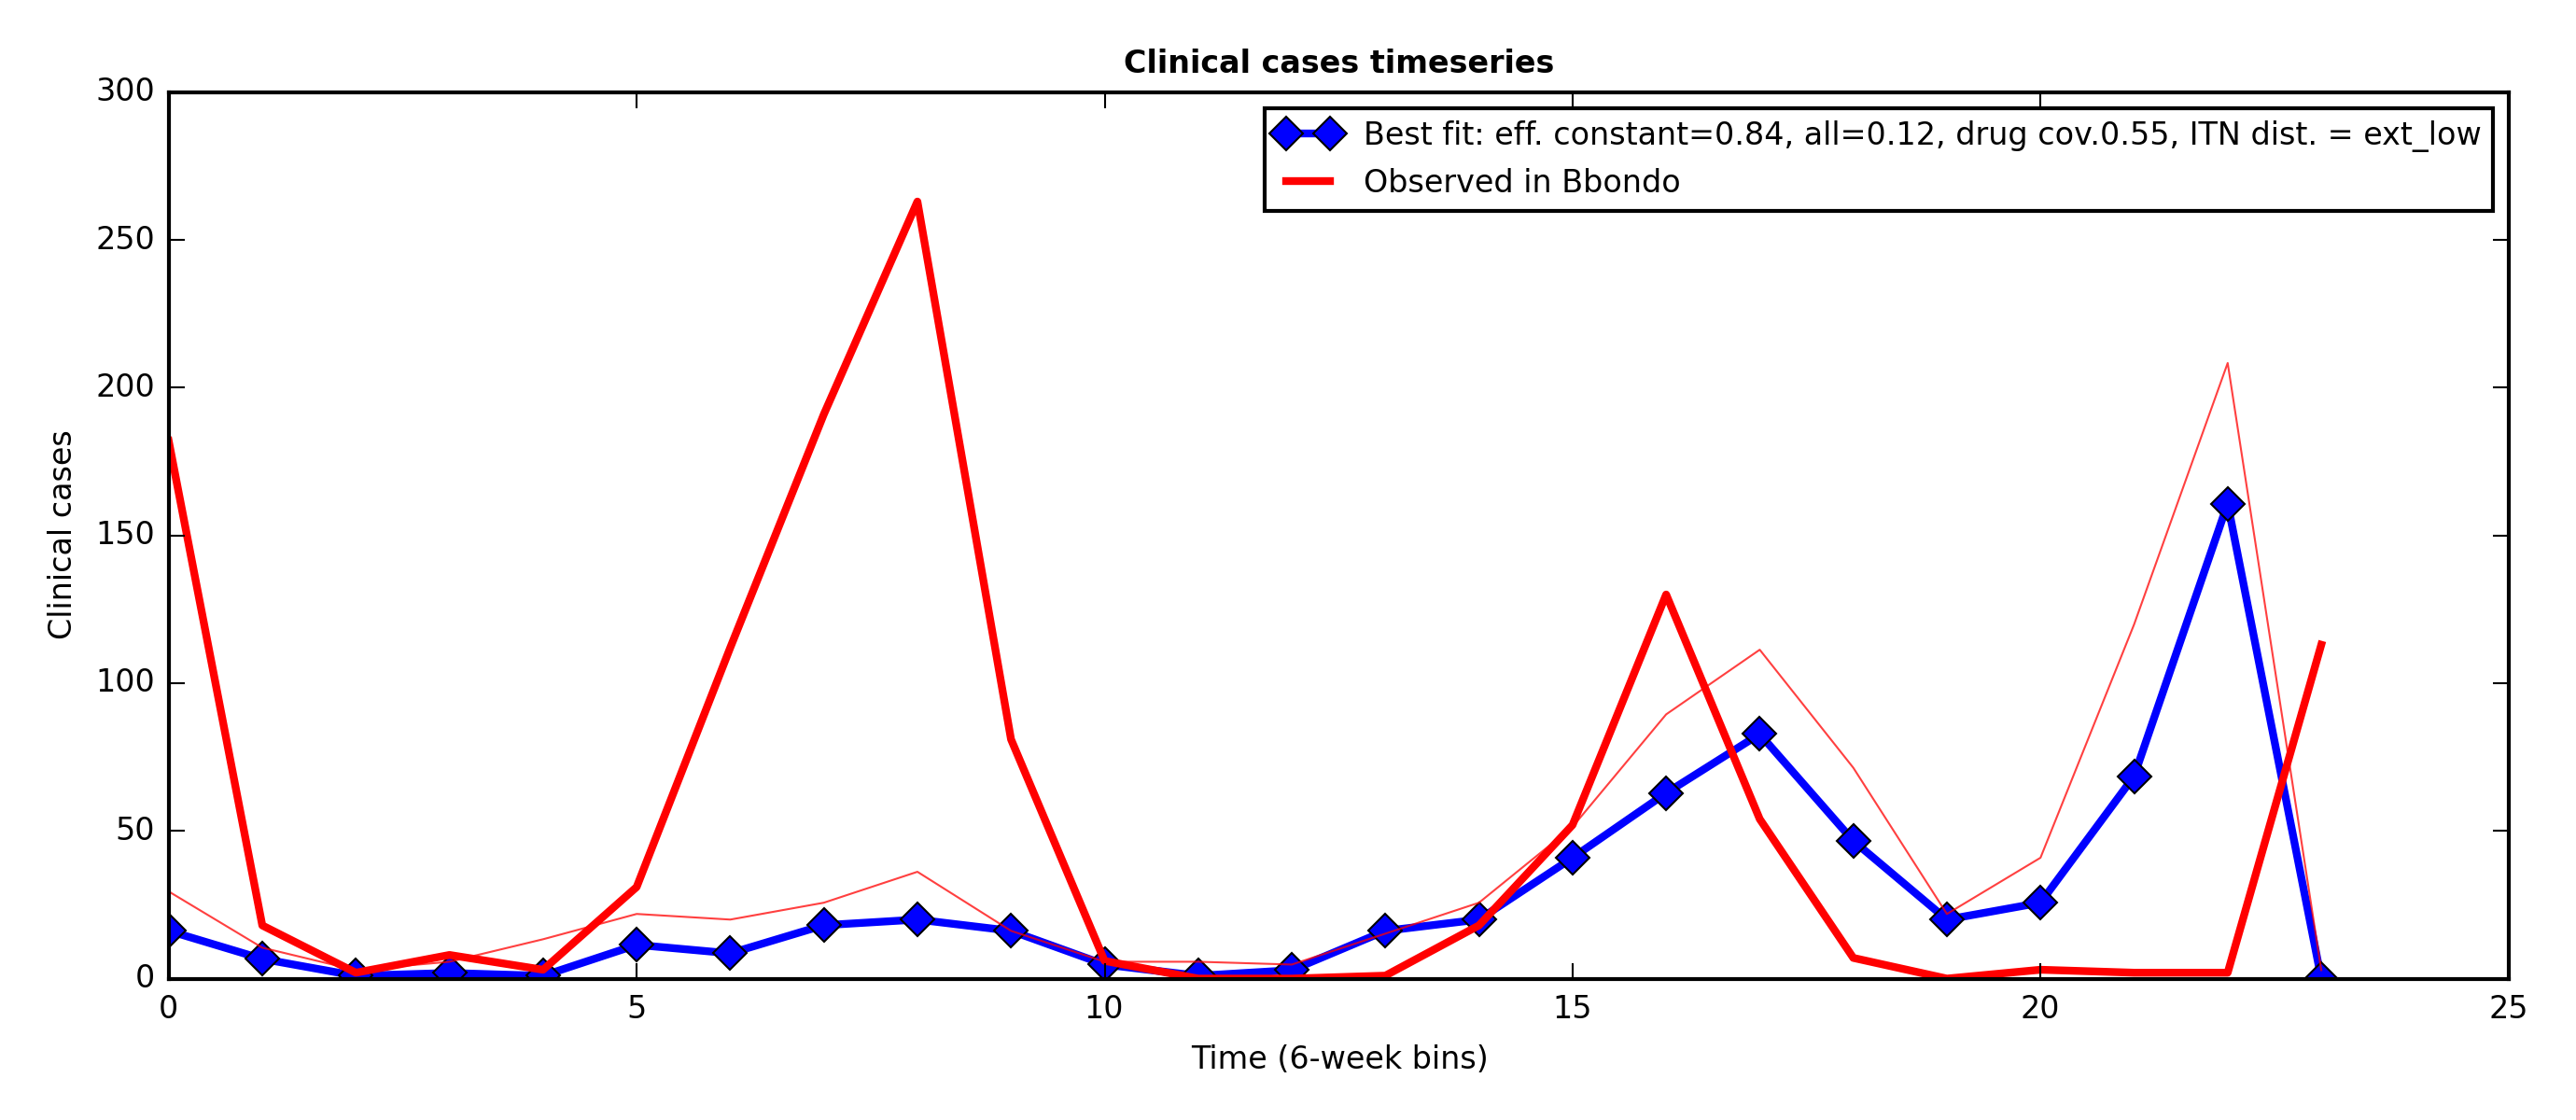 Clinical cases timeseries
300
250
200
150
100
50
0
Clinical cases
Best fit: eff. constant=0.84, all=0.12, drug cov.0.55, ITN dist. = ext_low
Observed in Bbondo
0 5 10 15 20 25
Time (6-week bins)